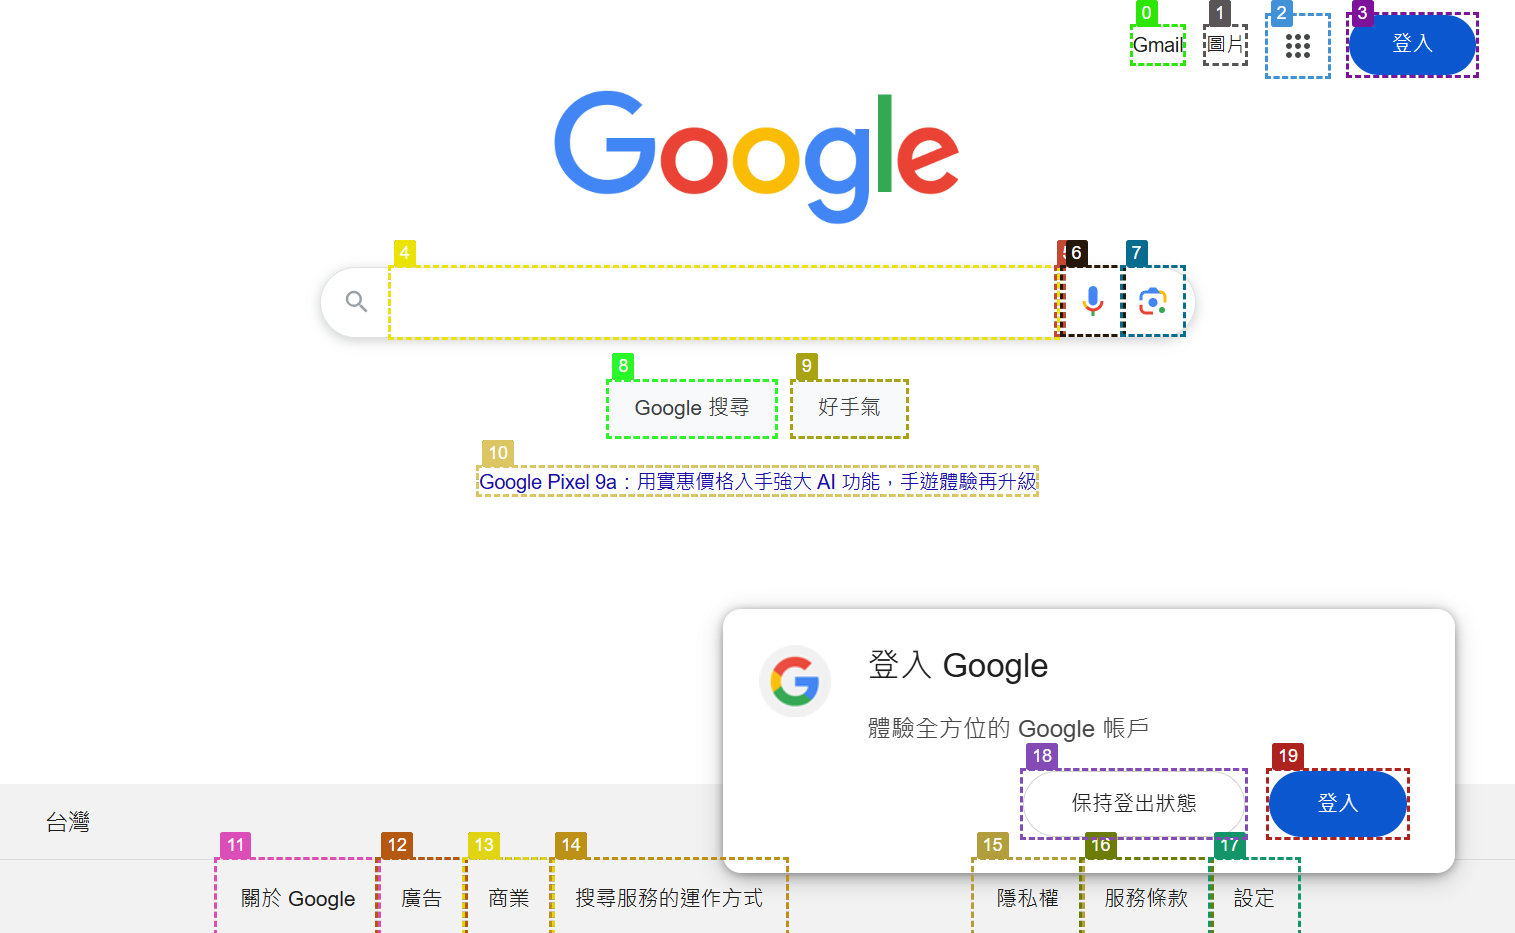 0 1 2 3
Gmail 圖片 登入
Google
4 6 7
8 9
Google 搜尋 好手氣
10
Google Pixel 9a：用實惠價格入手強大 AI 功能，手遊體驗再升級
登入 Google
體驗全方位的 Google 帳戶
18 19
保持登出狀態 登入
台灣
11 12 13 14 15 16 17
關於 Google 廣告 商業 搜尋服務的運作方式 隱私權 服務條款 設定